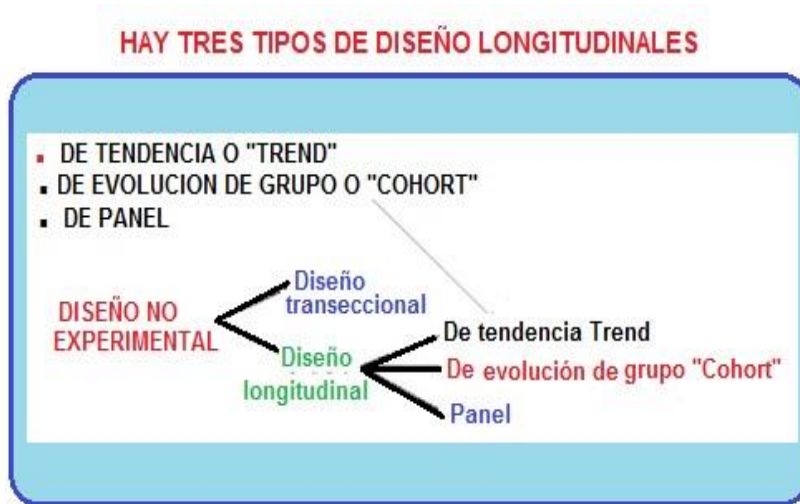 HAY TRES TIPOS DE DISEÑO LONGITUDINALES
. DE TENDENCIA O "TREND"
. DE EVOLUCION DE GRUPO O "COHORT"
. DE PANEL
Diseño
transeccional
DISEÑO NO
EXPERIMENTAL
Diseño
longitudinal
De tendencia Trend
De evolución de grupo "Cohort"
Panel